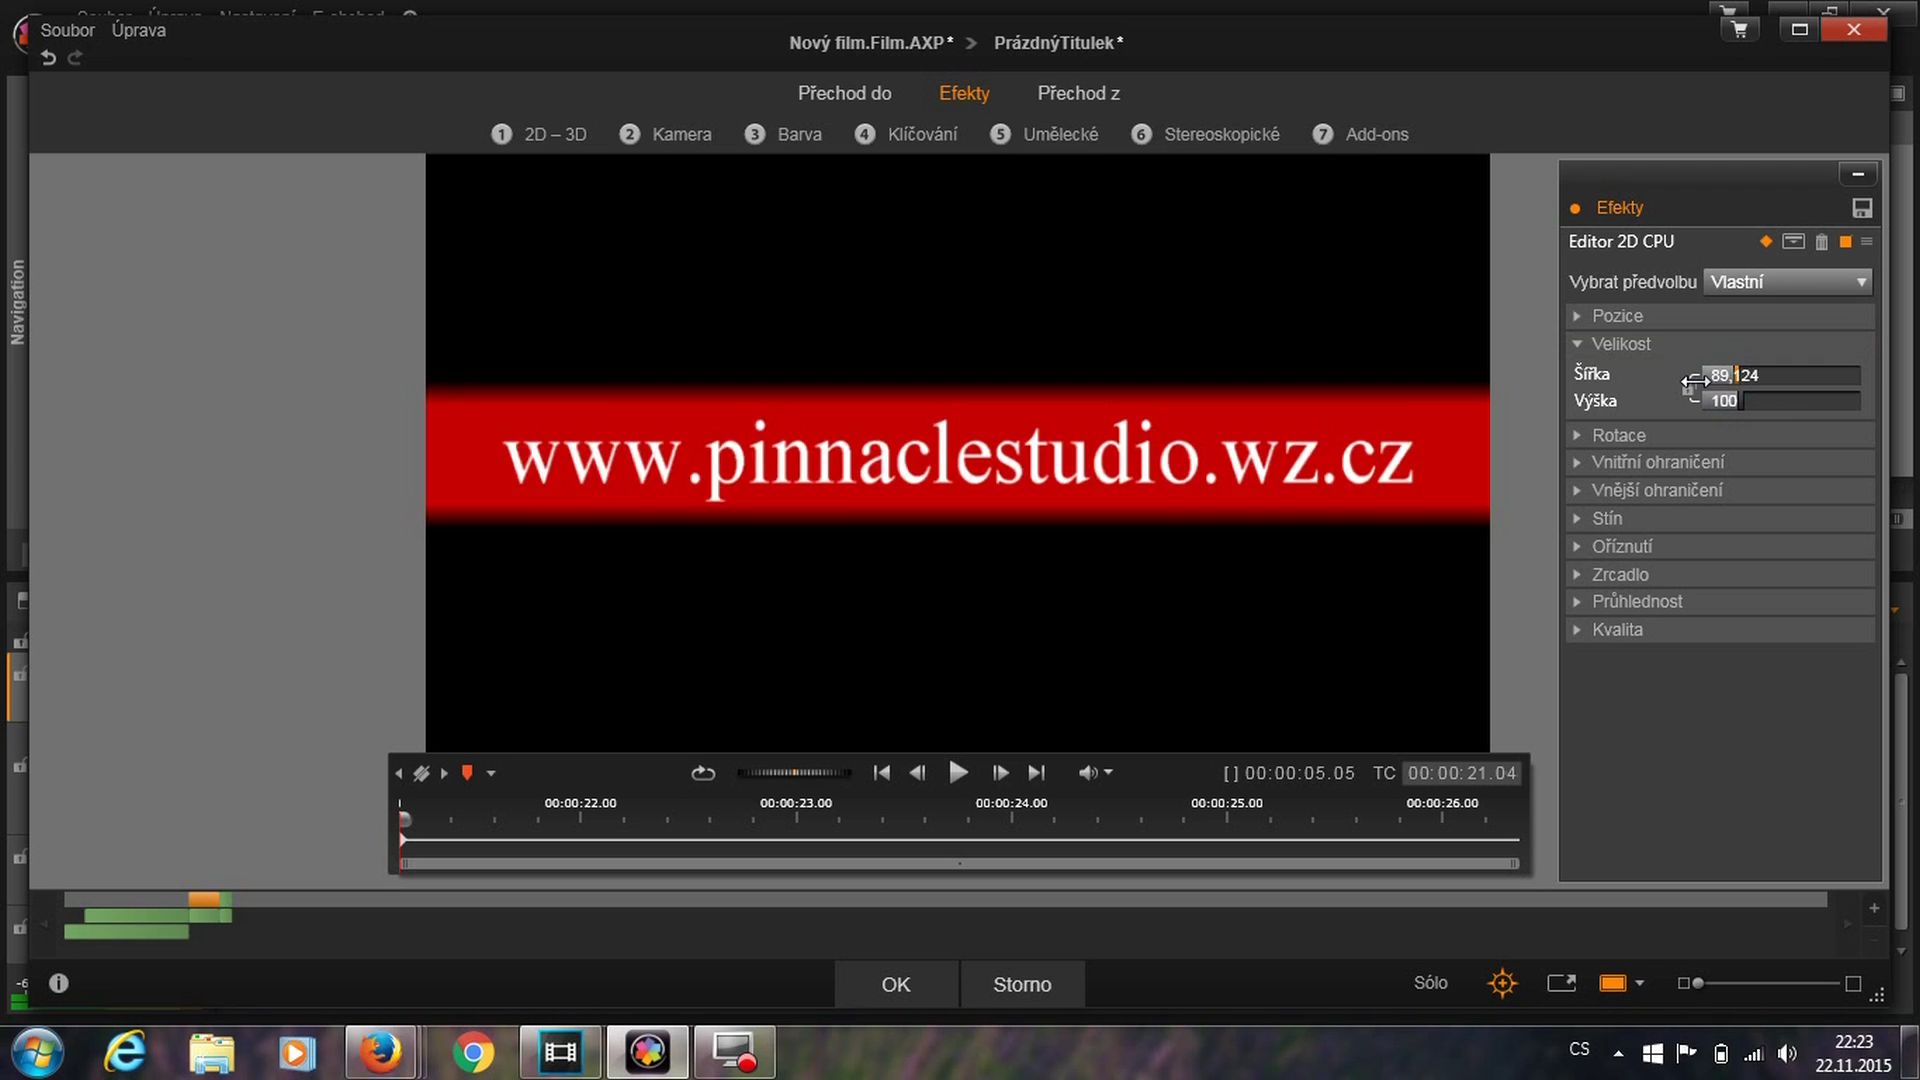 Soubor Úprava
Nový film.Film.AXP* > PrázdnýTitulek*
Přechod do Efekty Přechod z
1 2D – 3D 2 Kamera 3 Barva 4 Klíčování 5 Umělecké 6 Stereoskopické 7 Add-ons
Navigation
Efekty
Editor 2D CPU
Vybrat předvolbu Vlastní
Pozice
Velikost
Šířka 89,124
Výška 100
Rotace
Vnitřní ohraničení
Vnější ohraničení
Stín
Oříznutí
Zrcadlo
Průhlednost
Kvalita
www.pinnaclestudio.wz.cz
[ ] 00:00:05.05 TC 00:00:21.04
00:00:22.00 00:00:23.00 00:00:24.00 00:00:25.00 00:00:26.00
-6
OK Storno Sólo
CS 22:23
22.11.2015